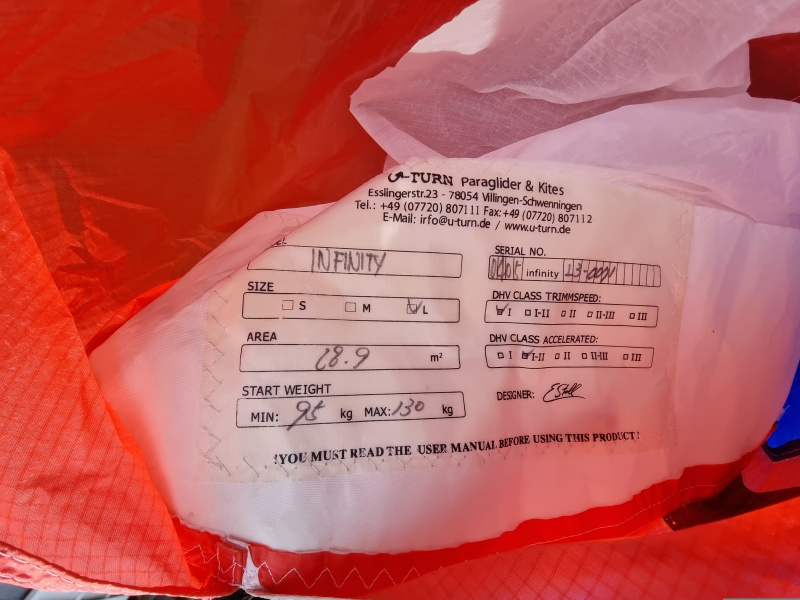 U-TURN Paraglider & Kites
Esslingerstr.23 - 78054 Villingen-Schwenningen
Tel.: +49 (07720) 807111 Fax:+49 (07720) 807112
E-Mail: info@u-turn.de / www.u-turn.de
INFINITY
SERIAL NO.
infinity
SIZE
S M L
DHV CLASS TRIMMSPEED:
I I-II II II-III III
AREA
28.9 m²
DHV CLASS ACCELERATED:
I I-II II II-III III
START WEIGHT
MIN: 95 kg MAX: 130 kg
DESIGNER:
!YOU MUST READ THE USER MANUAL BEFORE USING THIS PRODUCT!